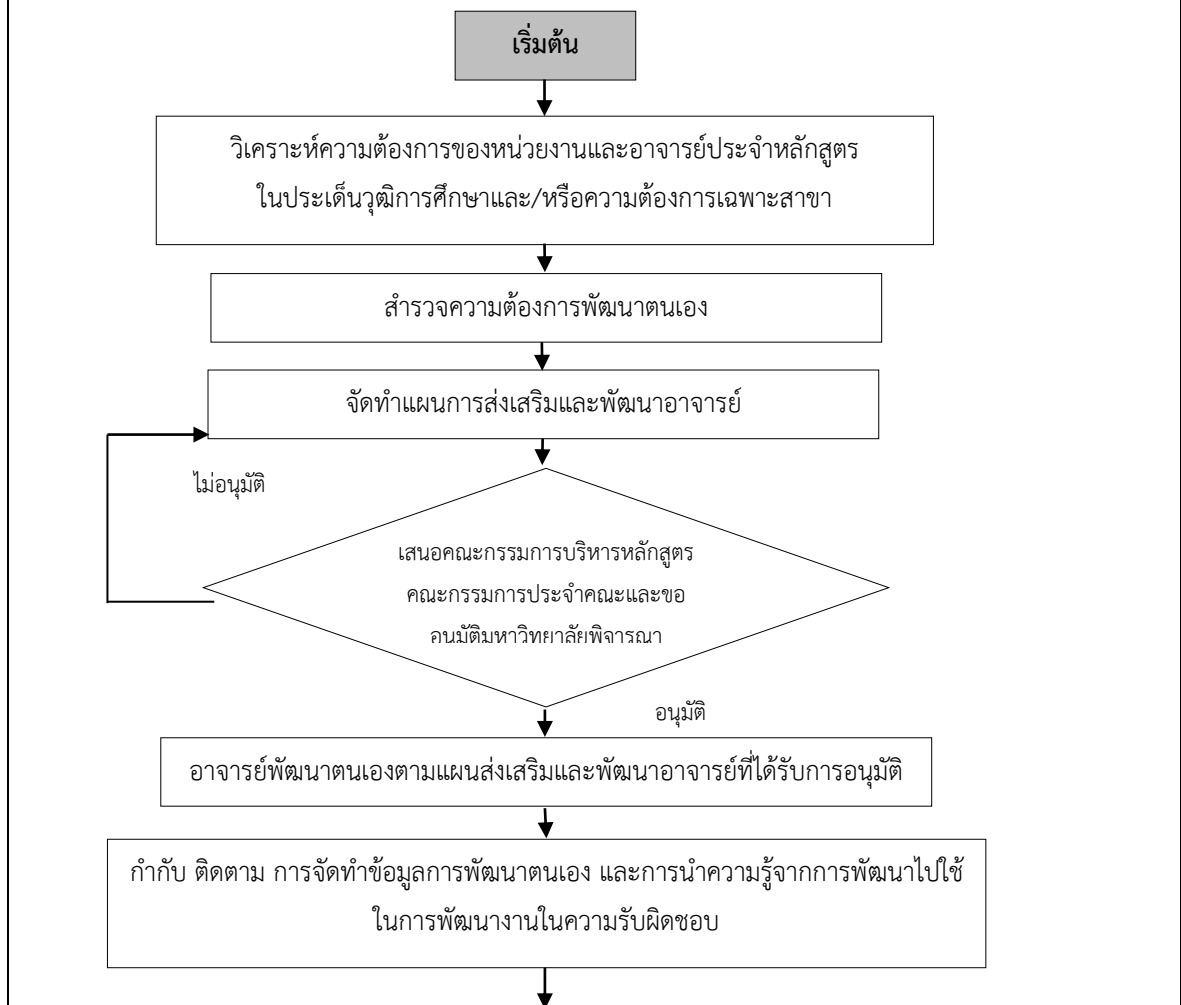 เริ่มต้น
วิเคราะห์ความต้องการของหน่วยงานและอาจารย์ประจำหลักสูตร
ในประเด็นวุฒิการศึกษาและ/หรือความต้องการเฉพาะสาขา
สำรวจความต้องการพัฒนาตนเอง
จัดทำแผนการส่งเสริมและพัฒนาอาจารย์
ไม่อนุมัติ
เสนอคณะกรรมการบริหารหลักสูตร
คณะกรรมการประจำคณะและขอ
อนมัติมหาวิทยาลัยพิจารณา
อนุมัติ
อาจารย์พัฒนาตนเองตามแผนส่งเสริมและพัฒนาอาจารย์ที่ได้รับการอนุมัติ
กำกับ ติดตาม การจัดทำข้อมูลการพัฒนาตนเอง และการนำความรู้จากการพัฒนาไปใช้
ในการพัฒนางานในความรับผิดชอบ